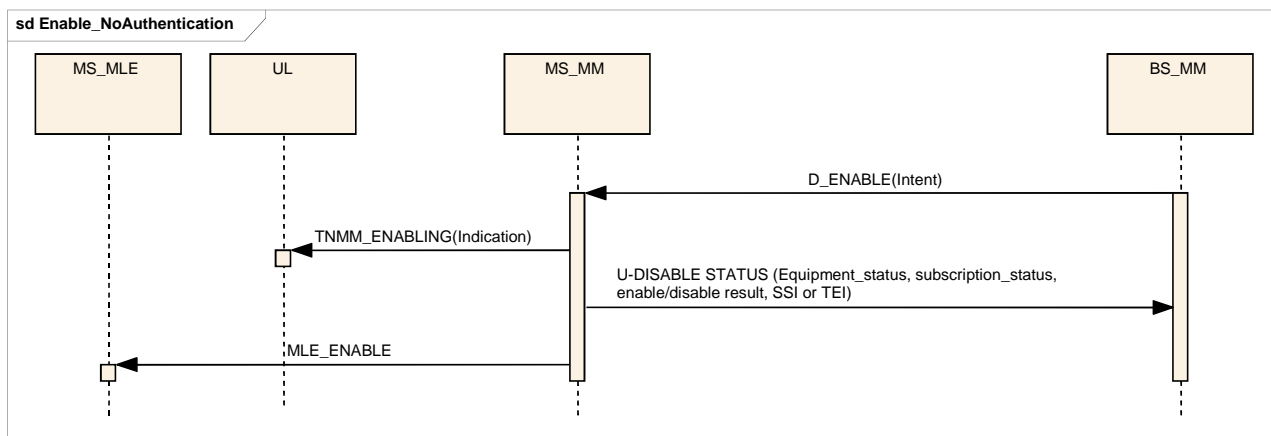 sd Enable_NoAuthentication
MS_MLE
UL
MS_MM
BS_MM
D_ENABLE(Intent)
TNMM_ENABLING(Indication)
U-DISABLE STATUS (Equipment_status, subscription_status,
enable/disable result, SSI or TEI)
MLE_ENABLE